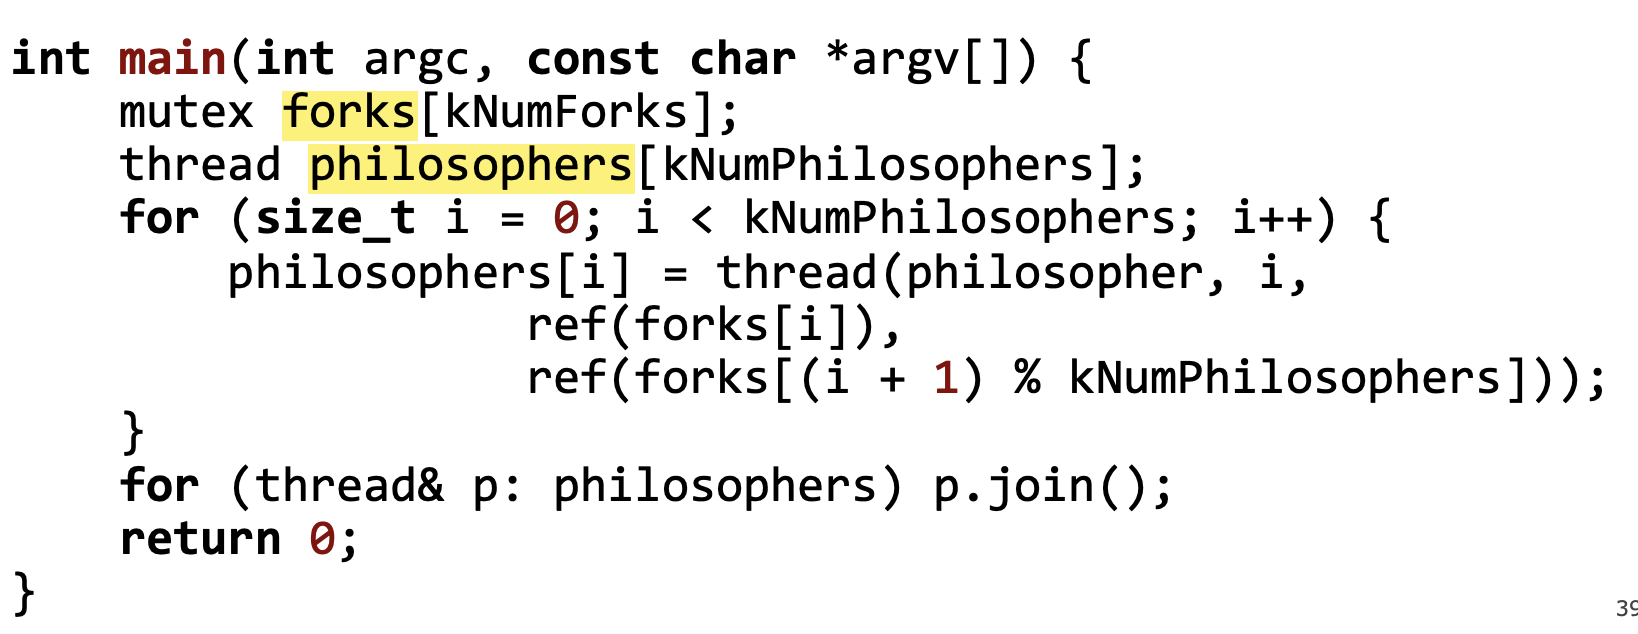 int main(int argc, const char *argv[]) {
    mutex forks[kNumForks];
    thread philosophers[kNumPhilosophers];
    for (size_t i = 0; i < kNumPhilosophers; i++) {
        philosophers[i] = thread(philosopher, i,
                   ref(forks[i]),
                   ref(forks[(i + 1) % kNumPhilosophers]));
    }
    for (thread& p: philosophers) p.join();
    return 0;
}
39